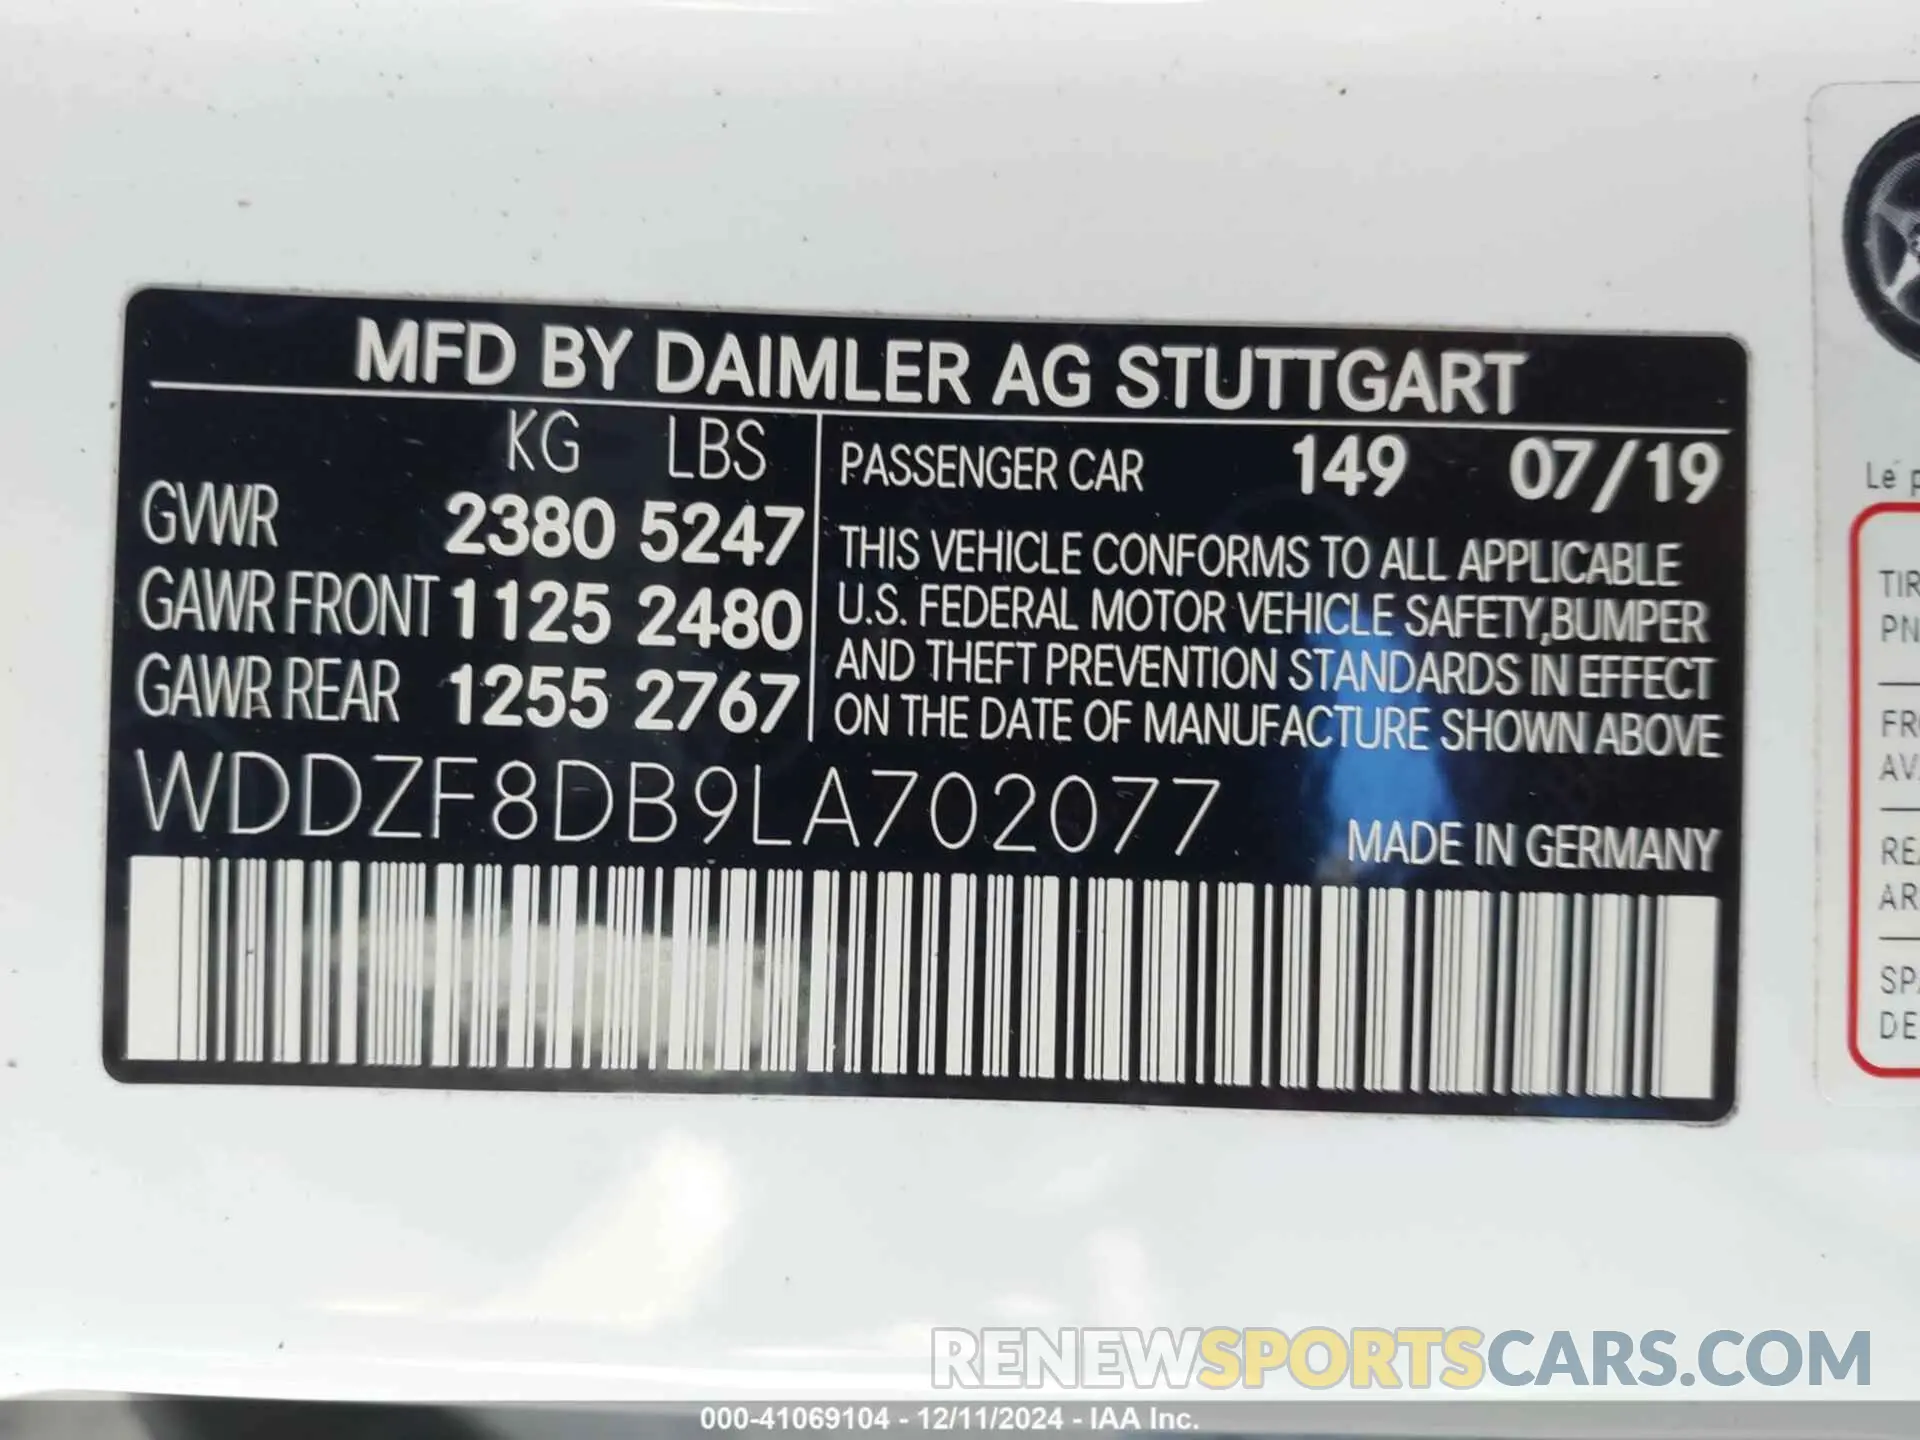 MFD BY DAIMLER AG STUTTGART
KG LBS
GVWR 2380 5247
GAWR FRONT 1125 2480
GAWR REAR 1255 2767
PASSENGER CAR 149 07/19
THIS VEHICLE CONFORMS TO ALL APPLICABLE
U.S. FEDERAL MOTOR VEHICLE SAFETY,BUMPER
AND THEFT PREVENTION STANDARDS IN EFFECT
ON THE DATE OF MANUFACTURE SHOWN ABOVE
WDDZF8DB9LA702077
MADE IN GERMANY
Le
RENEWSPORTSCARS.COM
000-41069104 - 12/11/2024 - IAA Inc.